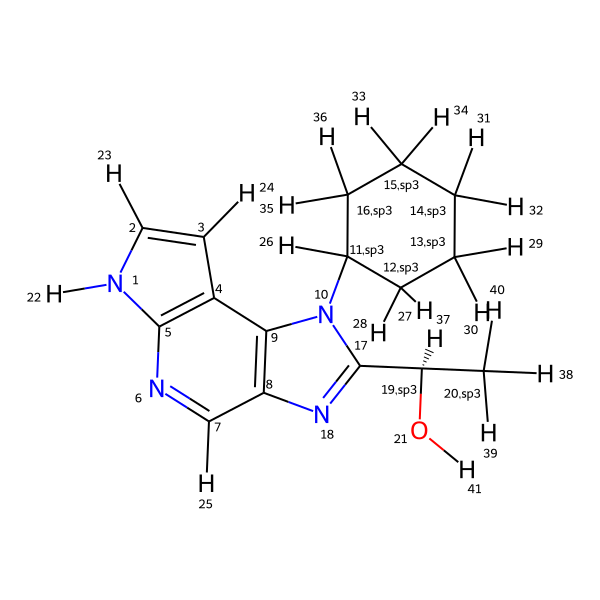 33
34
36
H
H
31
H
H
23
15,sp3
H
24
H
35
H
16,sp3
14,sp3
H
32
2
3
26
H
11,sp3
13,sp3
H
29
12,sp3
40
22
H
N
1
4
10
H
27
H
H
28
H
37
30
N
H
5
9
17
6
N
8
19,sp3
20,sp3
H
38
7
N
18
21
O
H
39
H
25
H
41